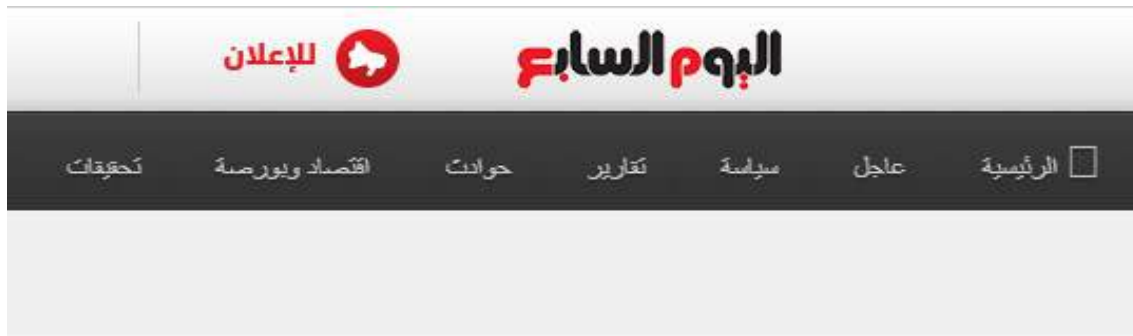 اليوم السابع للإعلان
الرئيسية عاجل سياسة تقارير حوادث اقتصاد وبورصة تحقيقات